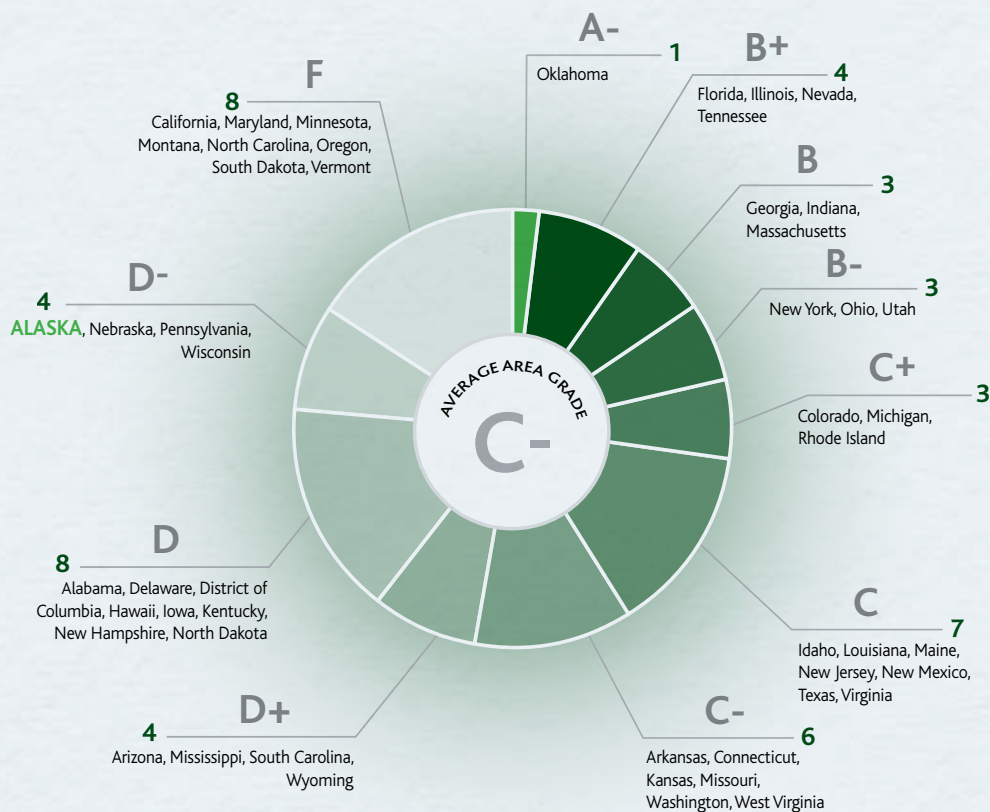 A-
1
Oklahoma
B+
4
Florida, Illinois, Nevada,
Tennessee
B
3
Georgia, Indiana,
Massachusetts
B-
3
New York, Ohio, Utah
C+
3
Colorado, Michigan,
Rhode Island
C
7
Idaho, Louisiana, Maine,
New Jersey, New Mexico,
Texas, Virginia
C-
6
Arkansas, Connecticut,
Kansas, Missouri,
Washington, West Virginia
D+
4
Arizona, Mississippi, South Carolina,
Wyoming
D
8
Alabama, Delaware, District of
Columbia, Hawaii, Iowa, Kentucky,
New Hampshire, North Dakota
D-
4
ALASKA, Nebraska, Pennsylvania,
Wisconsin
F
8
California, Maryland, Minnesota,
Montana, North Carolina, Oregon,
South Dakota, Vermont
AVERAGE AREA GRADE
C-